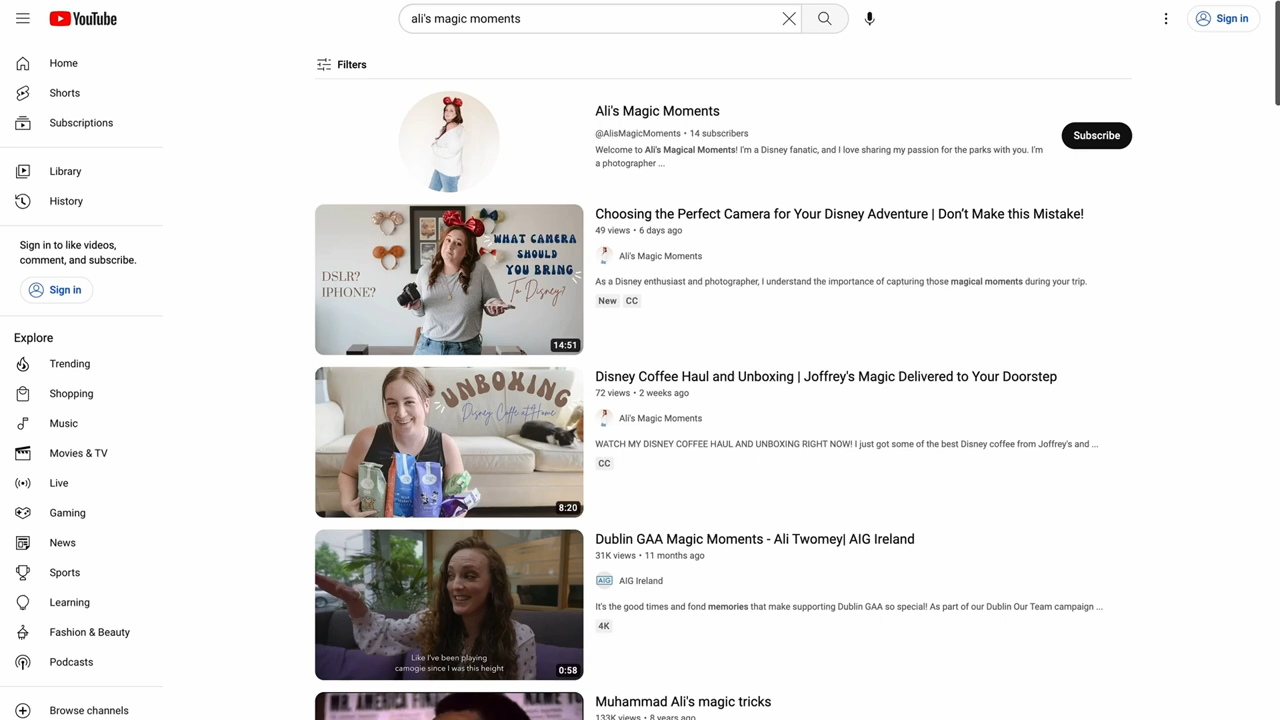 YouTube
ali's magic moments
Sign in
Home
Shorts
Subscriptions
Library
History
Sign in to like videos,
comment, and subscribe.
Sign in
Explore
Trending
Shopping
Music
Movies & TV
Live
Gaming
News
Sports
Learning
Fashion & Beauty
Podcasts
Browse channels
Filters
Ali's Magic Moments
@AlisMagicMoments • 14 subscribers
Welcome to Ali's Magical Moments! I'm a Disney fanatic, and I love sharing my passion for the parks with you. I'm
a photographer ...
Subscribe
DSLR?
IPHONE?
WHAT CAMERA
SHOULD
YOU BRING
To Disney?
14:51
Choosing the Perfect Camera for Your Disney Adventure | Don’t Make this Mistake!
49 views • 6 days ago
Ali's Magic Moments
As a Disney enthusiast and photographer, I understand the importance of capturing those magical moments during your trip.
New CC
UNBOXING
Disney Coffe at Home
8:20
Disney Coffee Haul and Unboxing | Joffrey's Magic Delivered to Your Doorstep
72 views • 2 weeks ago
Ali's Magic Moments
WATCH MY DISNEY COFFEE HAUL AND UNBOXING RIGHT NOW! I just got some of the best Disney coffee from Joffrey's and ...
CC
Like I've been playing
camogie since I was this height
0:58
Dublin GAA Magic Moments - Ali Twomey| AIG Ireland
31K views • 11 months ago
AIG
AIG Ireland
It's the good times and fond memories that make supporting Dublin GAA so special! As part of our Dublin Our Team campaign ...
4K
Muhammad Ali's magic tricks
133K views • 8 years ago